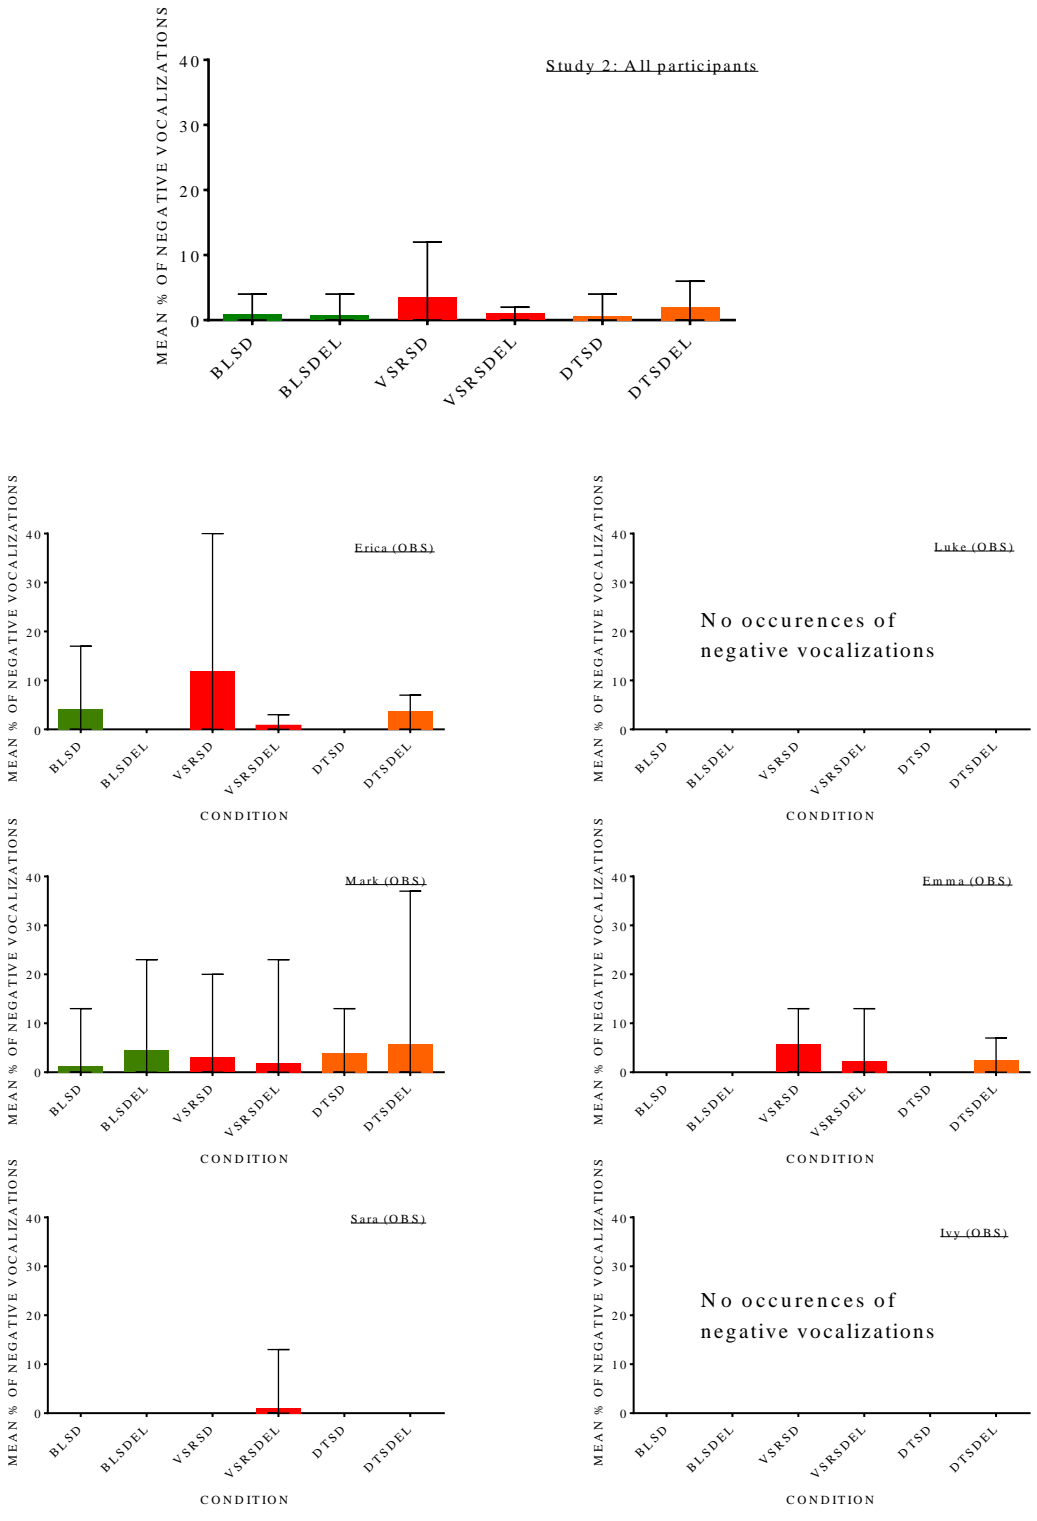 Study 2: All participants
MEAN % OF NEGATIVE VOCALIZATIONS
40
30
20
10
0
BLSD
BLSDEL
VSRSD
VSRSDEL
DTSD
DTSDEL
Erica (OBS)
MEAN % OF NEGATIVE VOCALIZATIONS
40
30
20
10
0
BLSD
BLSDEL
VSRSD
VSRSDEL
DTSD
DTSDEL
CONDITION
Luke (OBS)
MEAN % OF NEGATIVE VOCALIZATIONS
40
30
20
10
0
No occurences of
negative vocalizations
BLSD
BLSDEL
VSRSD
VSRSDEL
DTSD
DTSDEL
CONDITION
Mark (OBS)
MEAN % OF NEGATIVE VOCALIZATIONS
40
30
20
10
0
BLSD
BLSDEL
VSRSD
VSRSDEL
DTSD
DTSDEL
CONDITION
Emma (OBS)
MEAN % OF NEGATIVE VOCALIZATIONS
40
30
20
10
0
BLSD
BLSDEL
VSRSD
VSRSDEL
DTSD
DTSDEL
CONDITION
Sara (OBS)
MEAN % OF NEGATIVE VOCALIZATIONS
40
30
20
10
0
BLSD
BLSDEL
VSRSD
VSRSDEL
DTSD
DTSDEL
CONDITION
Ivy (OBS)
MEAN % OF NEGATIVE VOCALIZATIONS
40
30
20
10
0
No occurences of
negative vocalizations
BLSD
BLSDEL
VSRSD
VSRSDEL
DTSD
DTSDEL
CONDITION